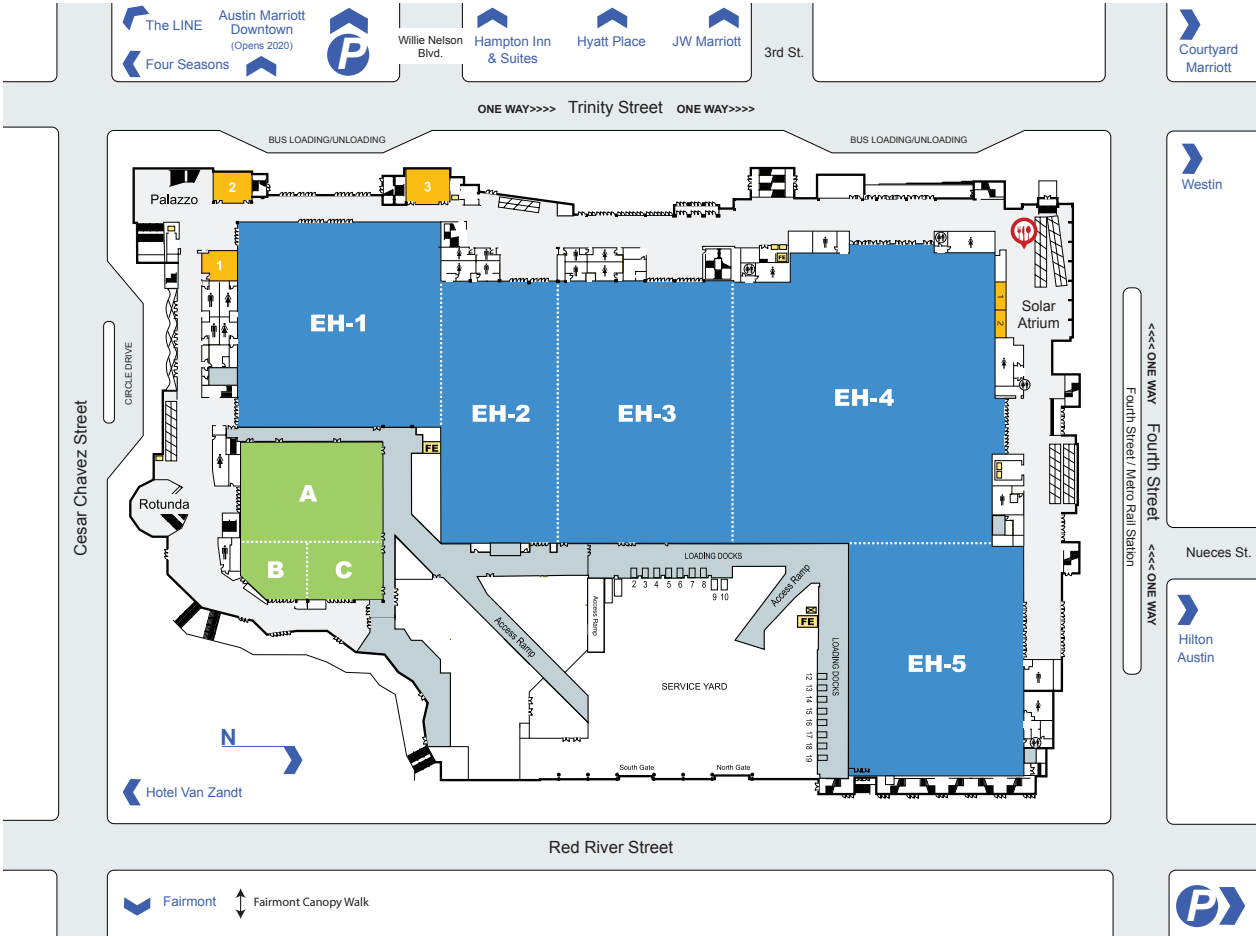 The LINE
Austin Marriott
Downtown
(Opens 2020)
Four Seasons
P
Willie Nelson
Blvd.
Hampton Inn
& Suites
Hyatt Place
JW Marriott
3rd St.
Courtyard
Marriott
ONE WAY>>>> Trinity Street ONE WAY>>>>
BUS LOADING/UNLOADING
BUS LOADING/UNLOADING
Westin
Palazzo
2
3
1
FE
1
2
Solar
Atrium
EH-1
EH-2
EH-3
EH-4
CIRCLE DRIVE
Cesar Chavez Street
<<<< ONE WAY Fourth Street <<<< ONE WAY
Fourth Street / Metro Rail Station
FE
A
B
C
Rotunda
LOADING DOCKS
2 3 4 5 6 7 8
9 10
Access Ramp
Access Ramp
Access Ramp
FE
LOADING DOCKS
12
13
14
15
16
17
18
19
SERVICE YARD
EH-5
Nueces St.
Hilton
Austin
N
South Gate
North Gate
Hotel Van Zandt
Red River Street
Fairmont
Fairmont Canopy Walk
P